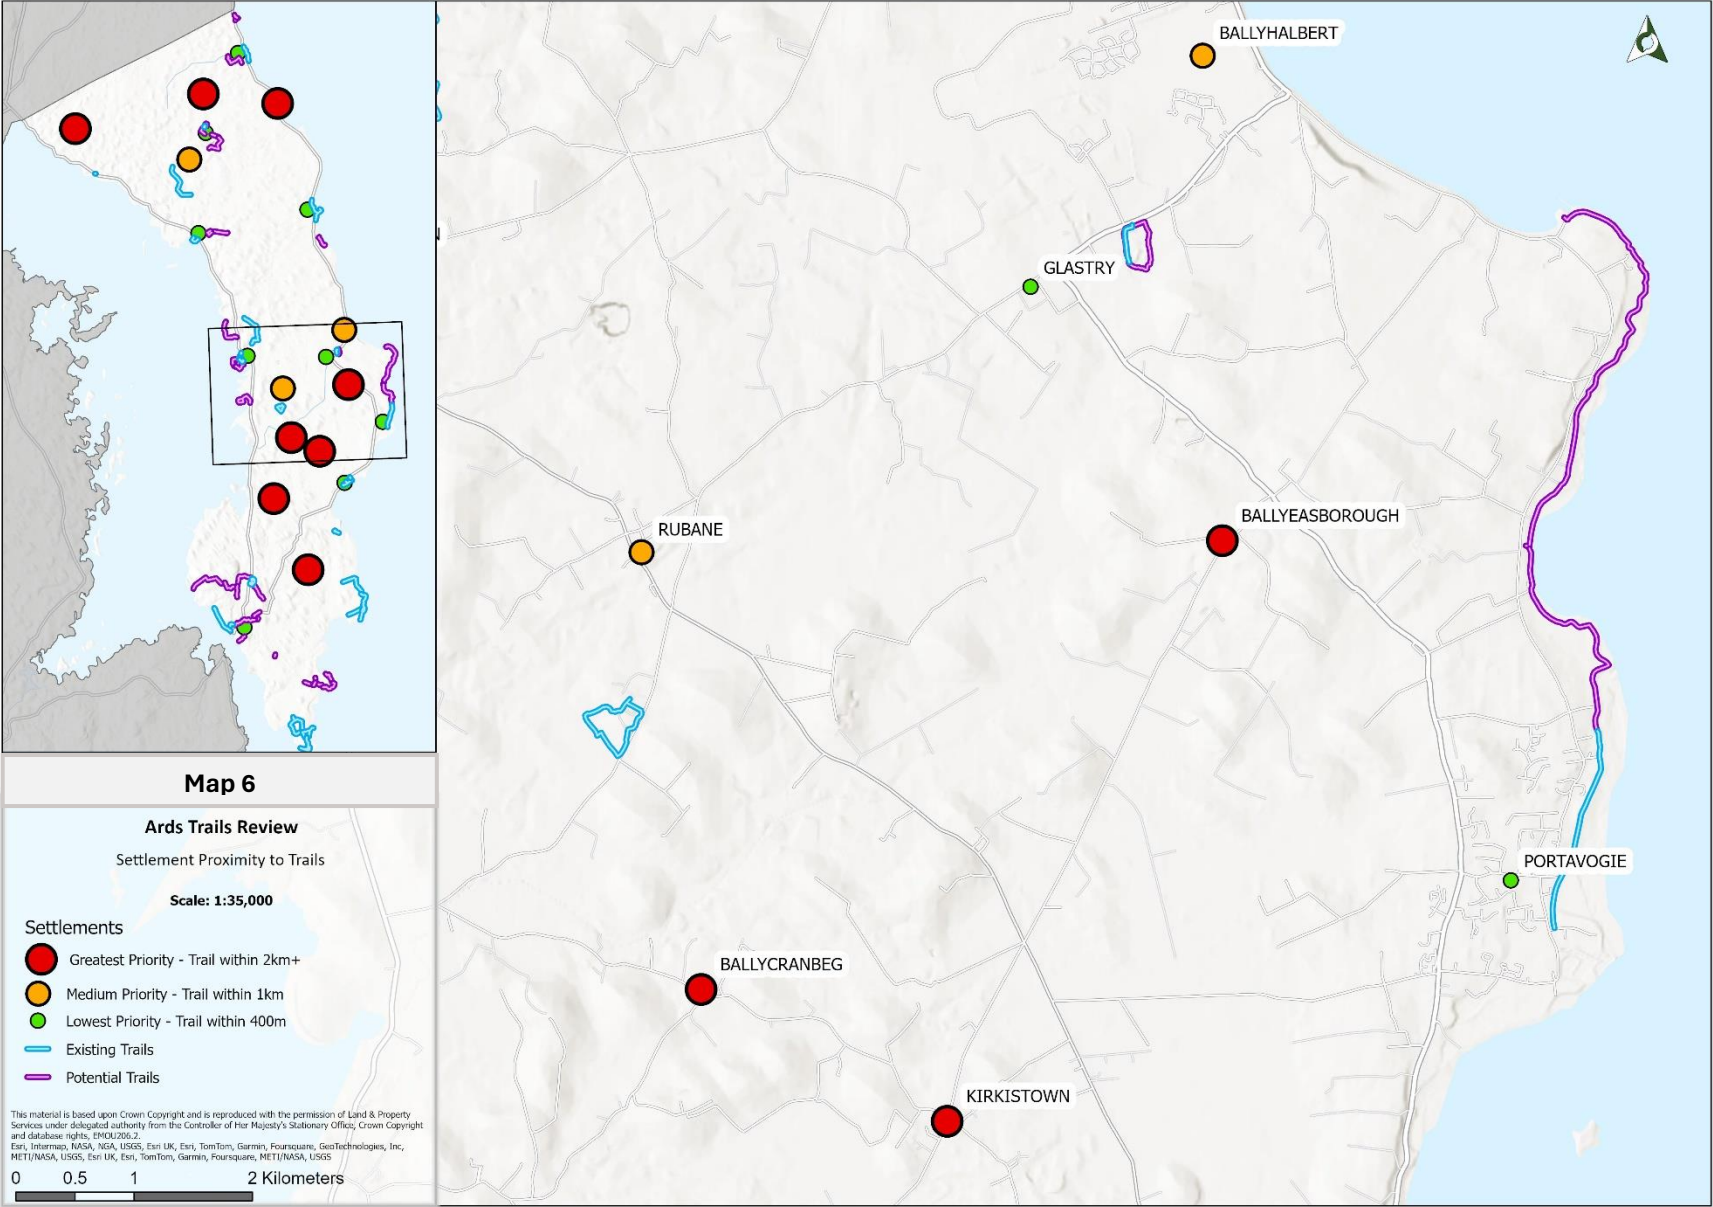 BALLYHALBERT
GLASTRY
RUBANE
BALLYEASBOROUGH
PORTAVOGIE
BALLYCRANBEG
KIRKISTOWN
Map 6
Ards Trails Review
Settlement Proximity to Trails
Scale: 1:35,000
Settlements
Greatest Priority - Trail within 2km+
Medium Priority - Trail within 1km
Lowest Priority - Trail within 400m
Existing Trails
Potential Trails
This material is based upon Crown Copyright and is reproduced with the permission of Land & Property
Services under delegated authority from the Controller of Her Majesty's Stationary Office, Crown Copyright
and database rights, EMOU206.2.
Esri, Intermap, NASA, NGA, USGS, Esri UK, Esri, TomTom, Garmin, Foursquare, GeoTechnologies, Inc,
METI/NASA, USGS, Esri UK, Esri, TomTom, Garmin, Foursquare, METI/NASA, USGS
0 0.5 1 2 Kilometers